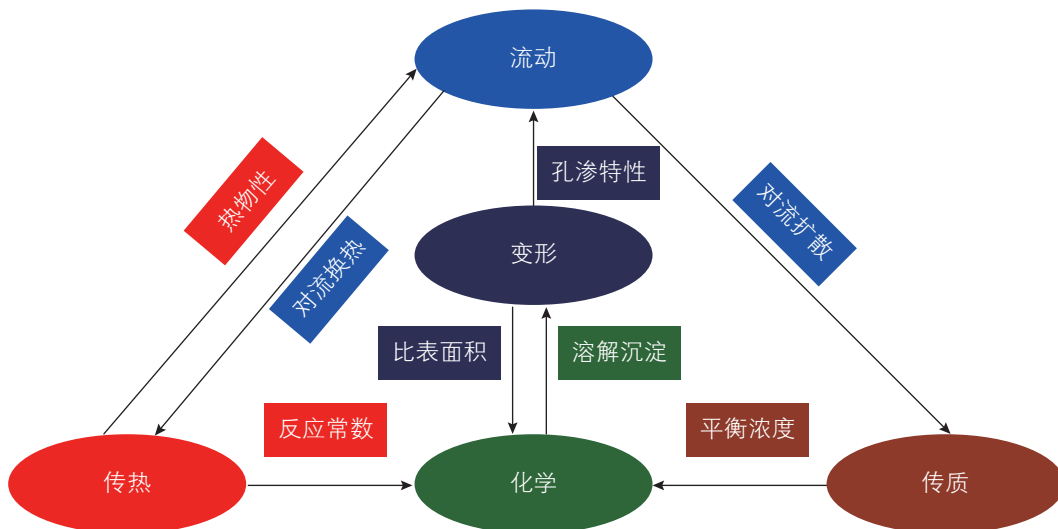 流动
孔渗特性
热物性
对流换热
对流扩散
变形
比表面积
溶解沉淀
反应常数
平衡浓度
传热
化学
传质